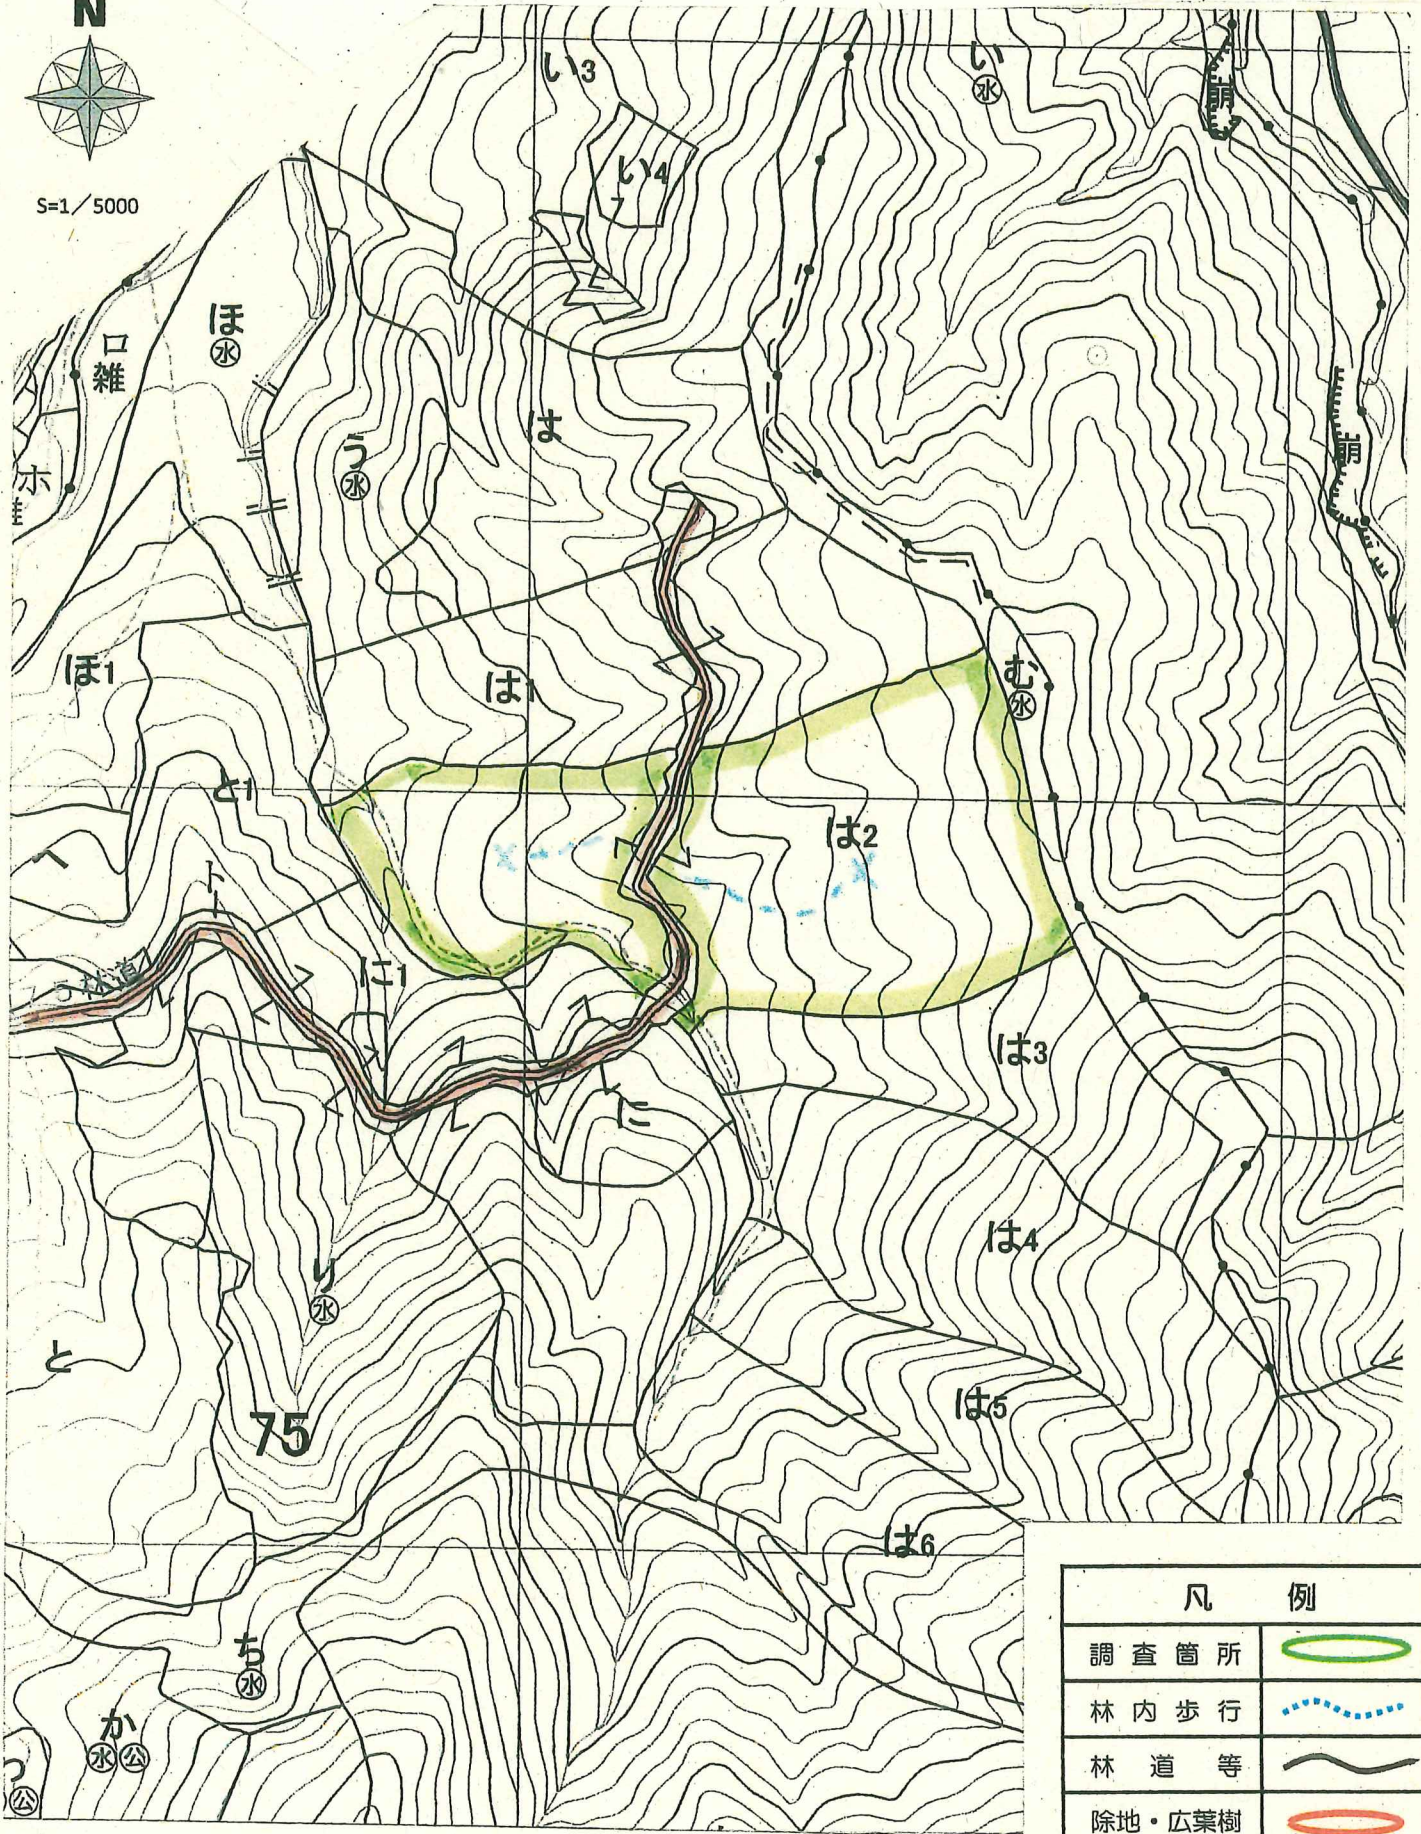 N
S=1/5000
い3
い
水
崩
い4
ほ
水
ロ
雑
は
う
水
崩
ホ
ほ1
は1
む
水
と1
は2
へ
ト
林道
に1
は3
に
は4
り
水
と
は5
75
は6
ち
水
か
水 公
公
凡 例
調査箇所
林内歩行
林道等
除地・広葉樹